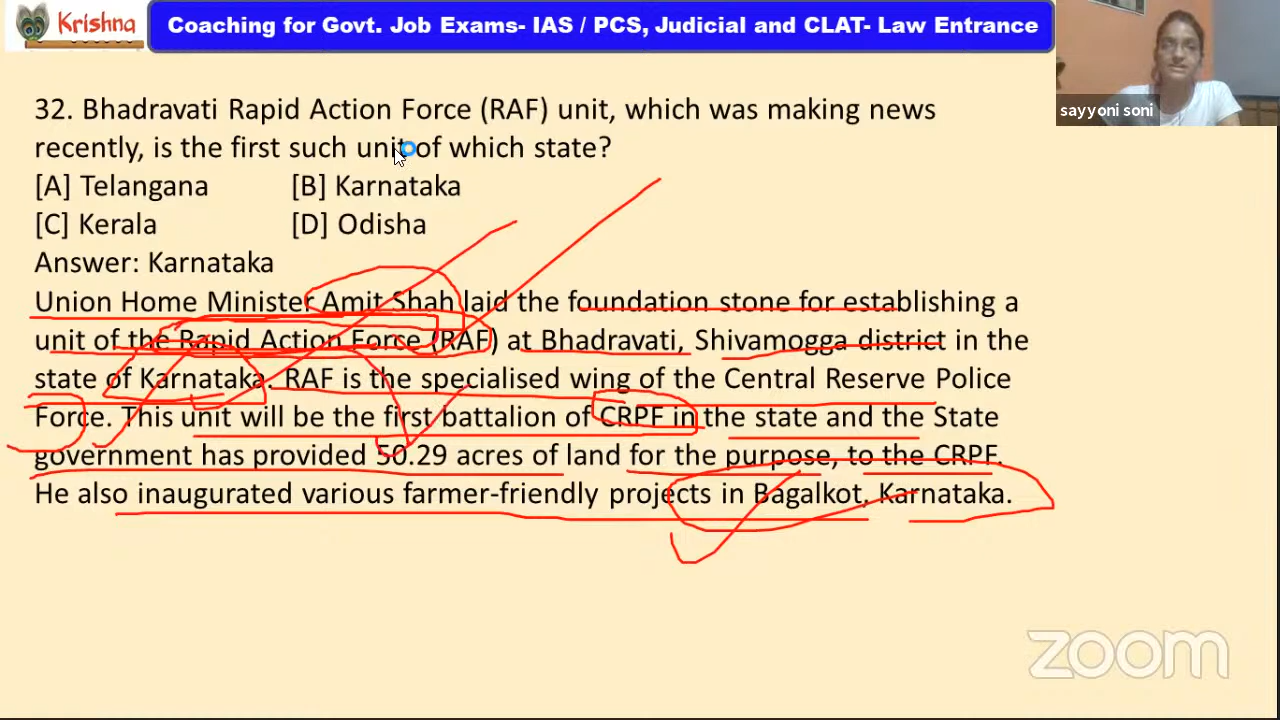 Krishna
Coaching for Govt. Job Exams- IAS / PCS, Judicial and CLAT- Law Entrance
sayyoni soni
32. Bhadravati Rapid Action Force (RAF) unit, which was making news
recently, is the first such unit of which state?
[A] Telangana [B] Karnataka
[C] Kerala [D] Odisha
Answer: Karnataka
Union Home Minister Amit Shah laid the foundation stone for establishing a
unit of the Rapid Action Force (RAF) at Bhadravati, Shivamogga district in the
state of Karnataka. RAF is the specialised wing of the Central Reserve Police
Force. This unit will be the first battalion of CRPF in the state and the State
government has provided 50.29 acres of land for the purpose, to the CRPF.
He also inaugurated various farmer-friendly projects in Bagalkot, Karnataka.
zoom